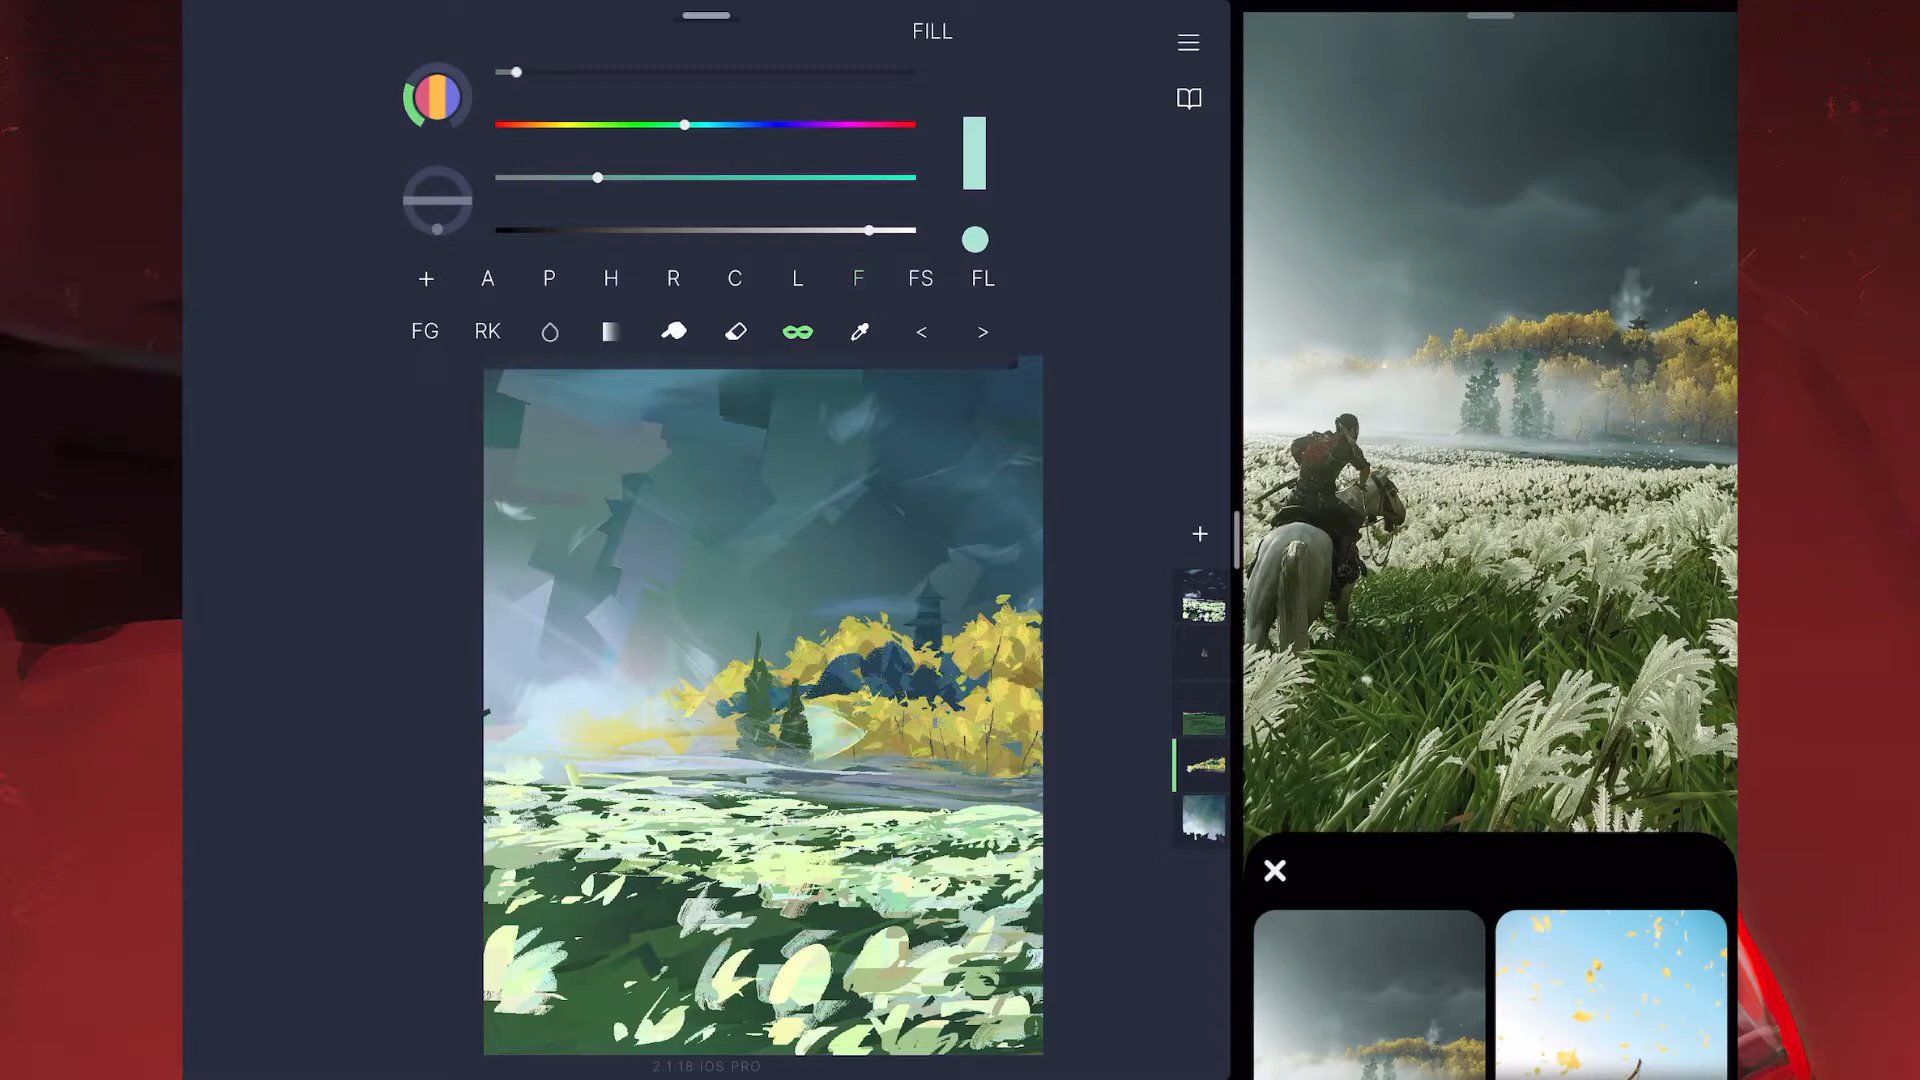 FILL
+ A P H R C L F FS FL
FG RK < >
+
2.1.18 IOS PRO